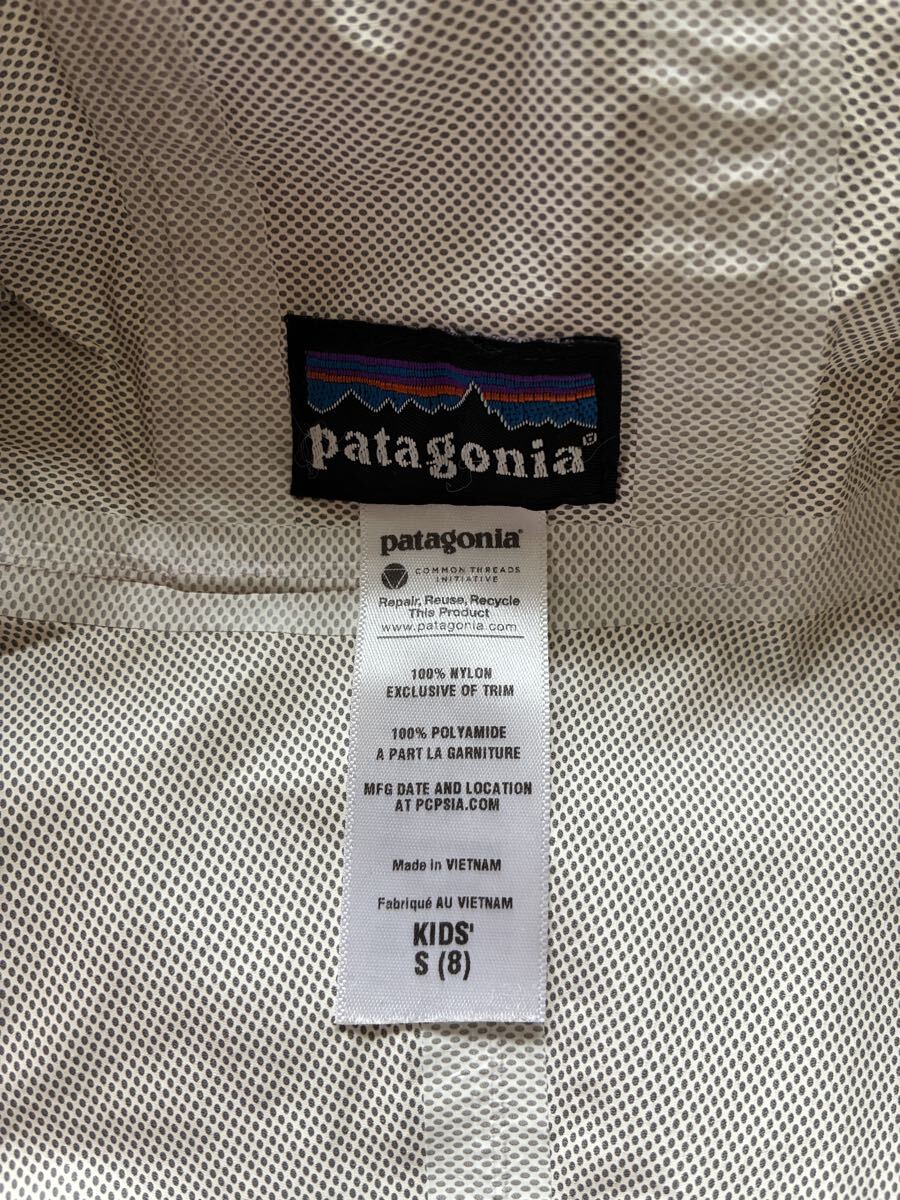 patagonia®
patagonia®
COMMON THREADS
INITIATIVE
Repair, Reuse, Recycle
This Product
www.patagonia.com
100% NYLON
EXCLUSIVE OF TRIM
100% POLYAMIDE
A PART LA GARNITURE
MFG DATE AND LOCATION
AT PCPSIA.COM
Made in VIETNAM
Fabriqué AU VIETNAM
KIDS'
S (8)